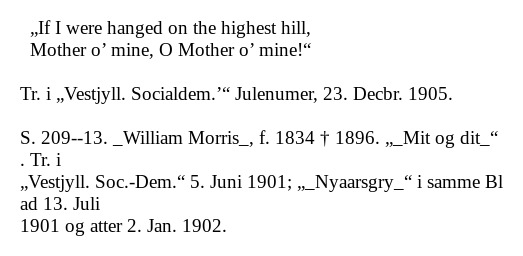 „If I were hanged on the highest hill,
Mother o’ mine, O Mother o’ mine!“
Tr. i „Vestjyll. Socialdem.’“ Julenumer, 23. Decbr. 1905.
S. 209--13. _William Morris_, f. 1834 † 1896. „_Mit og dit_“
. Tr. i
„Vestjyll. Soc.-Dem.“ 5. Juni 1901; „_Nyaarsgry_“ i samme Bl
ad 13. Juli
1901 og atter 2. Jan. 1902.